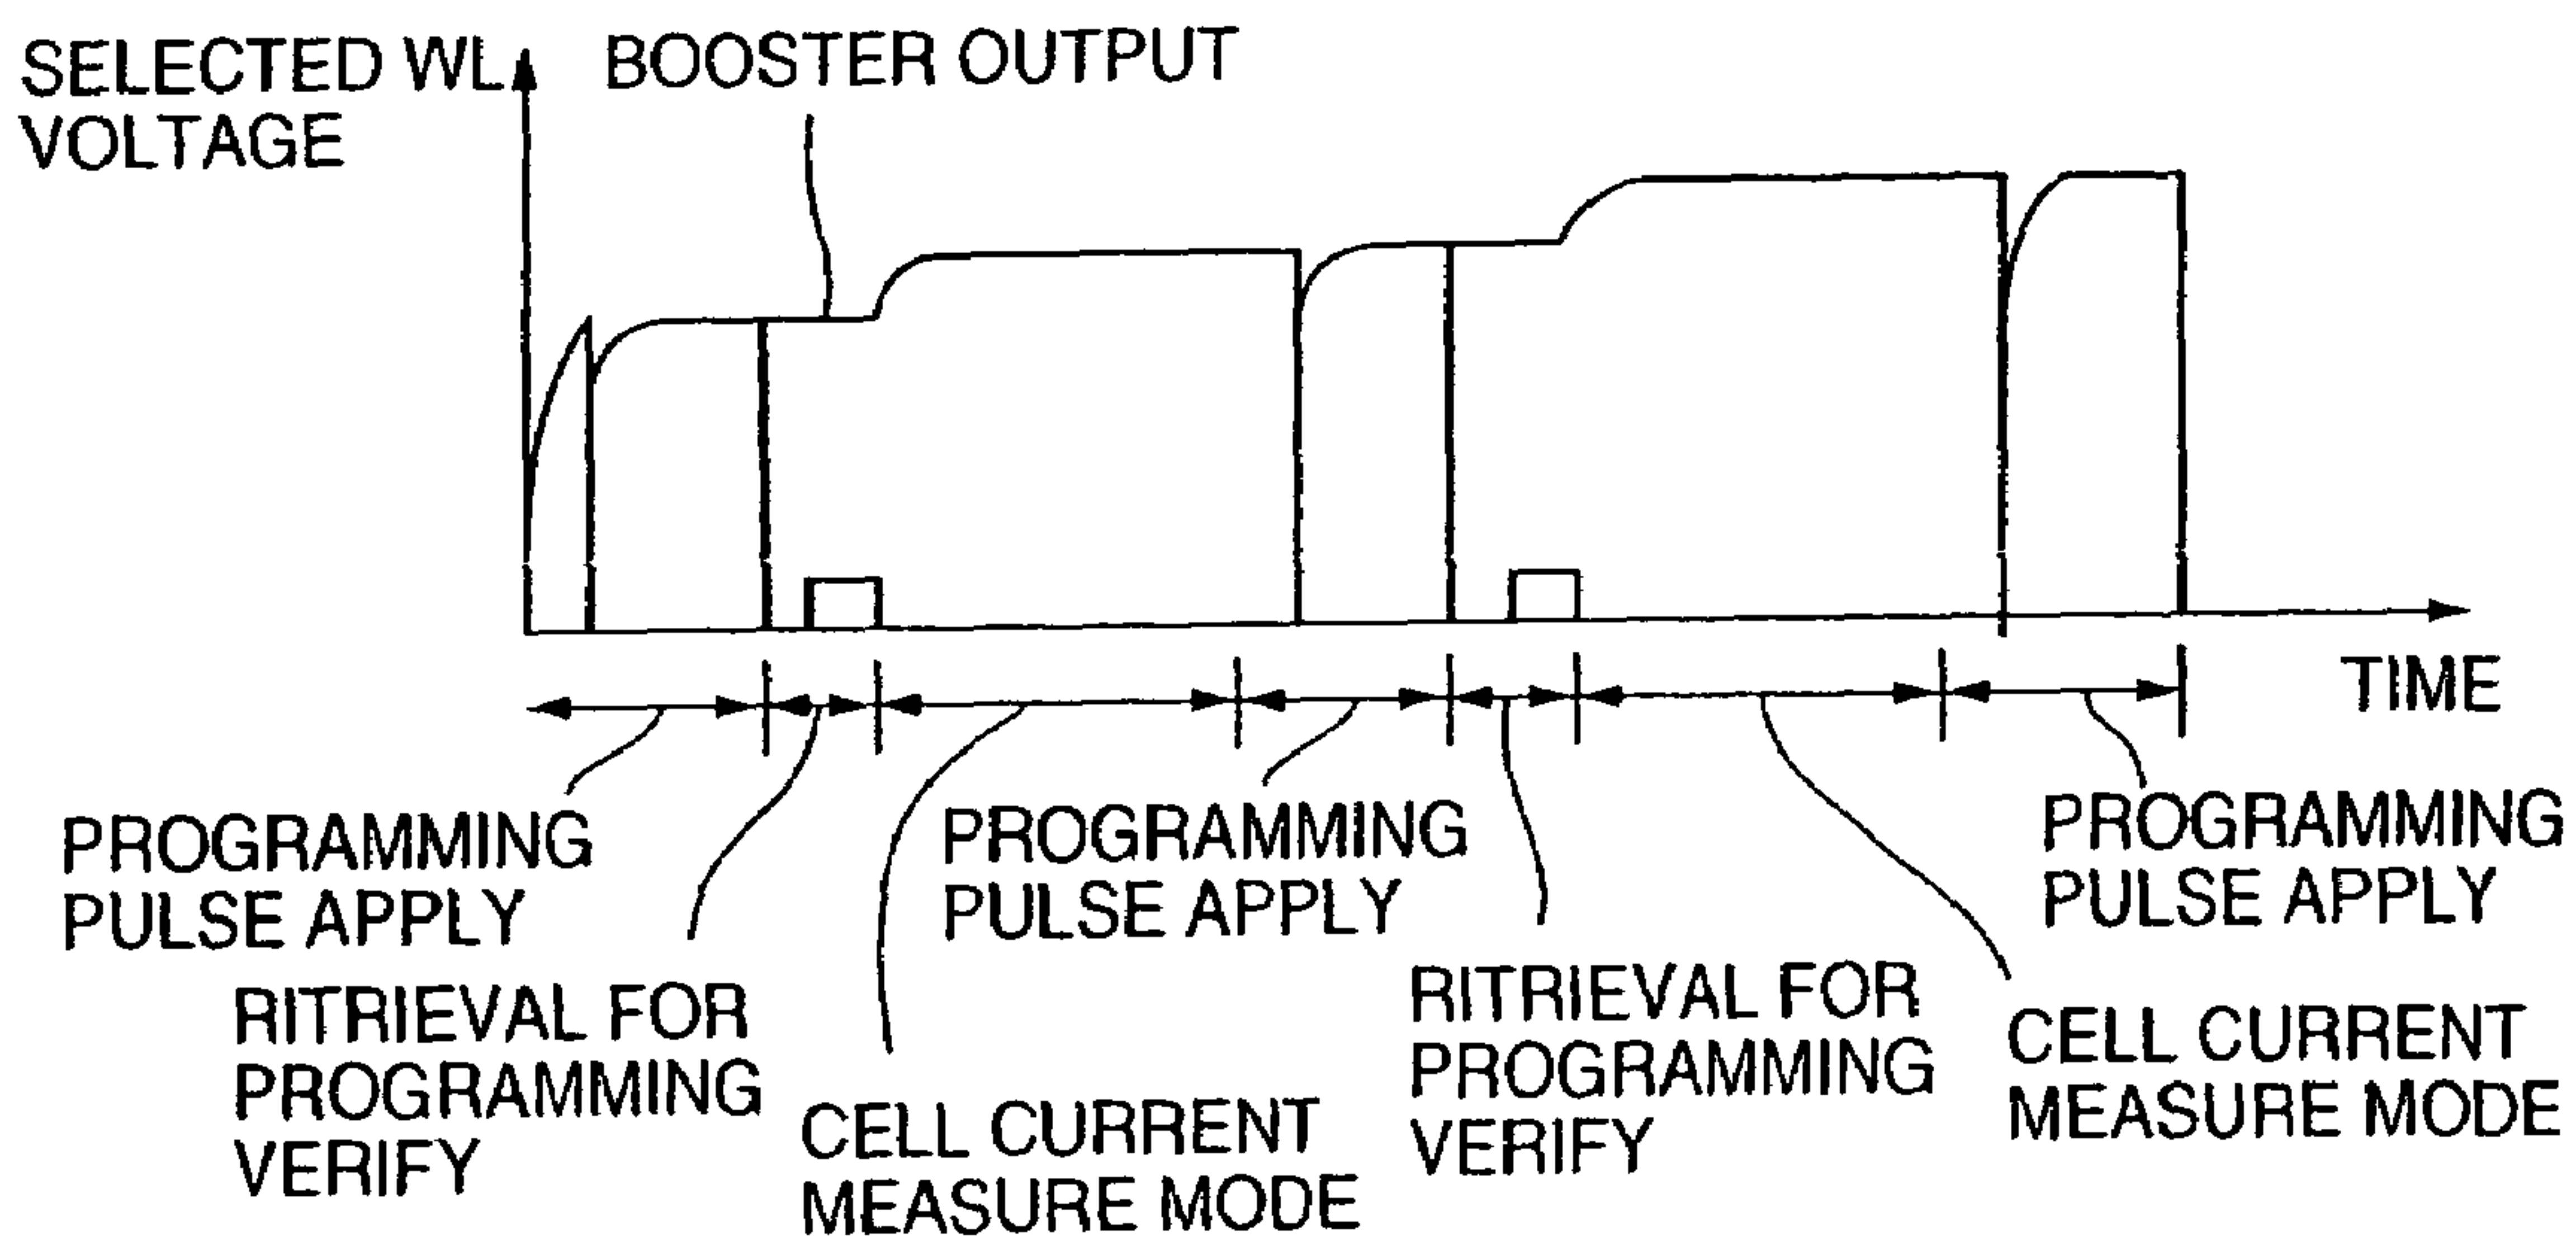 SELECTED WL
VOLTAGE
BOOSTER OUTPUT
TIME
PROGRAMMING
PULSE APPLY
RITRIEVAL FOR
PROGRAMMING
VERIFY
CELL CURRENT
MEASURE MODE
PROGRAMMING
PULSE APPLY
RITRIEVAL FOR
PROGRAMMING
VERIFY
CELL CURRENT
MEASURE MODE
PROGRAMMING
PULSE APPLY